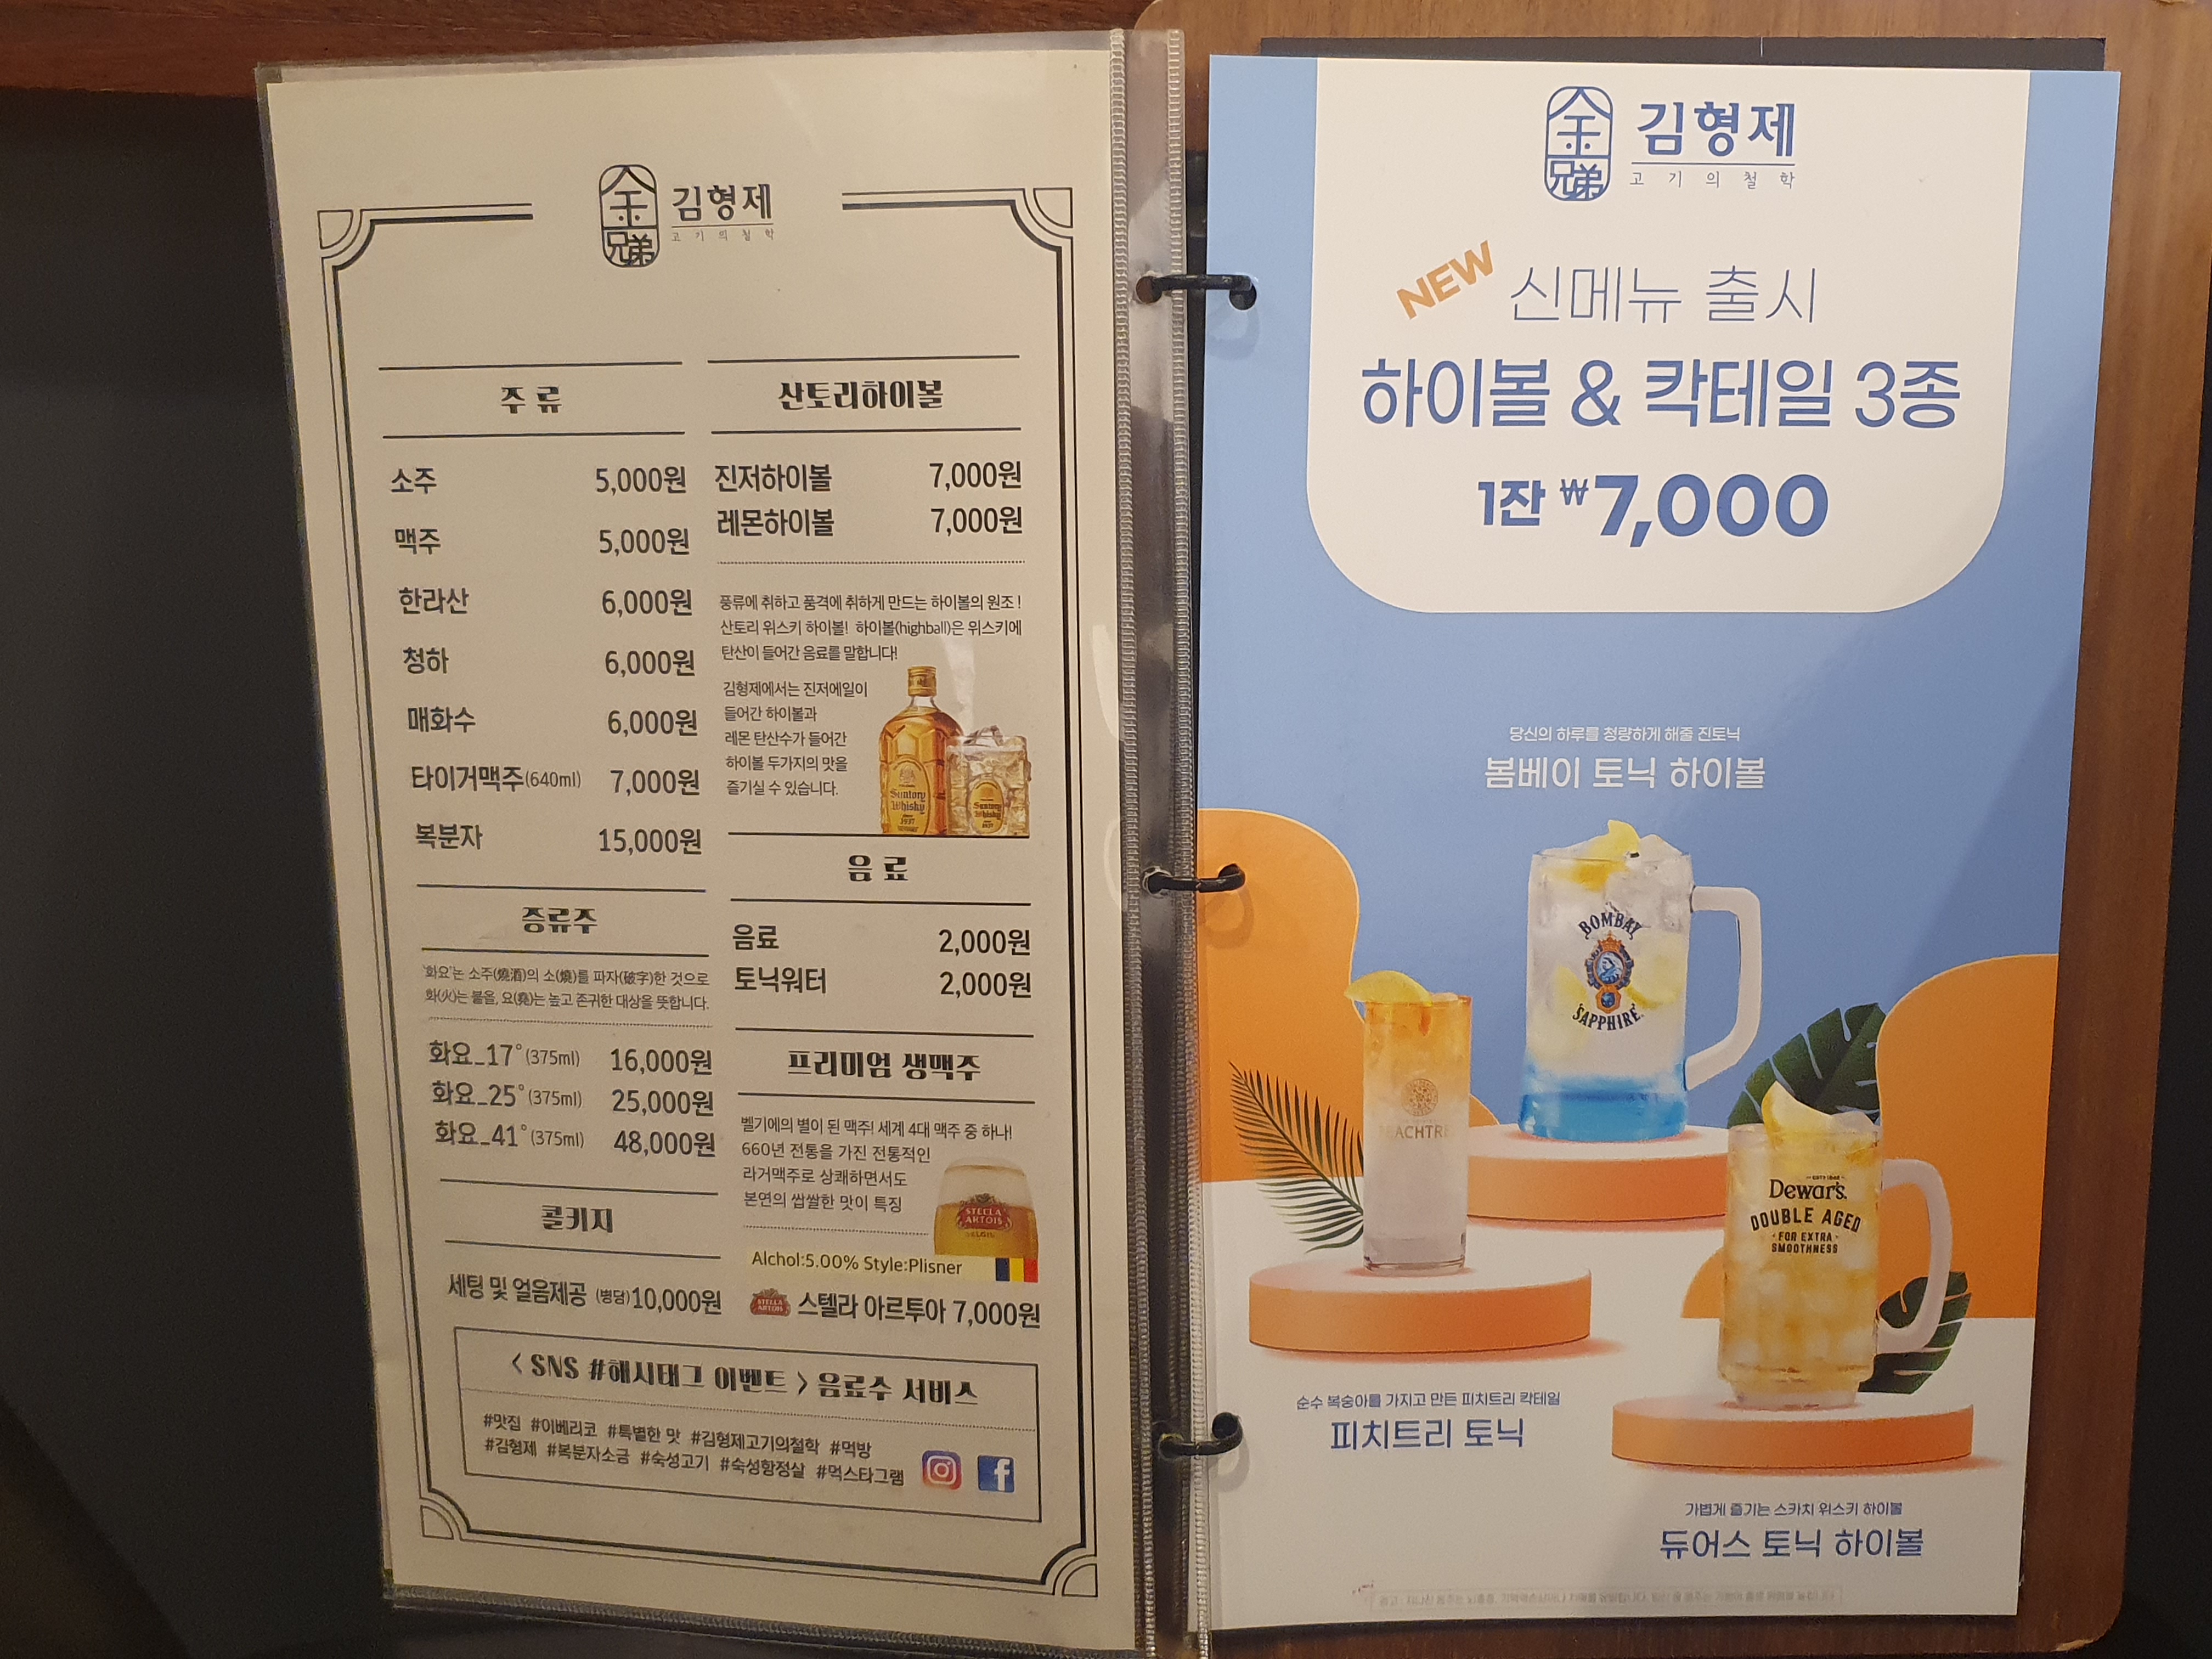 金兄弟
김형제
고기의 철학
주류
소주 5,000원
맥주 5,000원
한라산 6,000원
청하 6,000원
매화수 6,000원
타이거맥주(640ml) 7,000원
복분자 15,000원
증류주
'화요'는 소주(燒酒)의 소(燒)를 파자(破字)한 것으로
화(火)는 불을, 요(堯)는 높고 존귀한 대상을 뜻합니다.
화요_17°(375ml) 16,000원
화요_25°(375ml) 25,000원
화요_41°(375ml) 48,000원
콜키지
세팅 및 얼음제공 (병당)10,000원
산토리하이볼
진저하이볼 7,000원
레몬하이볼 7,000원
풍류에 취하고 품격에 취하게 만드는 하이볼의 원조!
산토리 위스키 하이볼! 하이볼(highball)은 위스키에
탄산이 들어간 음료를 말합니다!
김형제에서는 진저에일이
들어간 하이볼과
레몬 탄산수가 들어간
하이볼 두가지의 맛을
즐기실 수 있습니다.
Suntory
Whisky
1937
Suntory
Whisky
1937
음료
음료 2,000원
토닉워터 2,000원
프리미엄 생맥주
벨기에의 별이 된 맥주! 세계 4대 맥주 중 하나!
660년 전통을 가진 전통적인
라거맥주로 상쾌하면서도
본연의 쌉쌀한 맛이 특징
STELLA
ARTOIS
Alchol:5.00% Style:Plisner
STELLA
ARTOIS
스텔라 아르투아 7,000원
< SNS #해시태그 이벤트 > 음료수 서비스
#맛집 #이베리코 #특별한 맛 #김형제고기의철학 #먹방
#김형제 #복분자소금 #숙성고기 #숙성항정살 #먹스타그램
金兄弟
김형제
고기의 철학
NEW 신메뉴 출시
하이볼 & 칵테일 3종
1잔 ₩7,000
당신의 하루를 청량하게 해줄 진토닉
봄베이 토닉 하이볼
BOMBAY
SAPPHIRE
PEACHTRE
Dewar's
DOUBLE AGED
FOR EXTRA
SMOOTHNESS
순수 복숭아를 가지고 만든 피치트리 칵테일
피치트리 토닉
가볍게 즐기는 스카치 위스키 하이볼
듀어스 토닉 하이볼